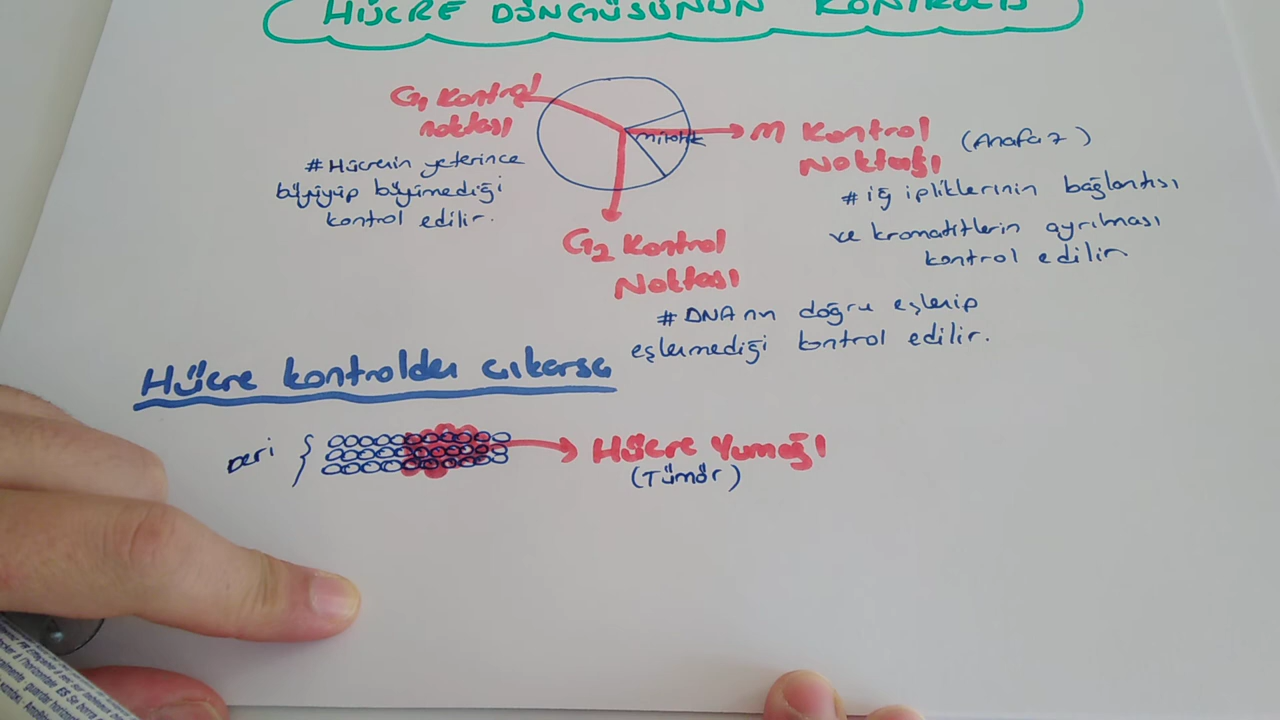 HÜCRE DÖNGÜSÜNÜN KONTROLÜ
G1 Kontrol
noktası
# Hücrenin yeterince
büyüyüp büyümediği
kontrol edilir.
mitotik
M Kontrol (Anafaz)
Noktası
# iğ ipliklerinin bağlantısı
ve kromatitlerin ayrılması
kontrol edilir
G2 Kontrol
Noktası
# DNA nın doğru eşlenip
eşlenmediği kontrol edilir.
Hücre kontrolden çıkarsa
Deri
Hücre Yumağı
(Tümör)